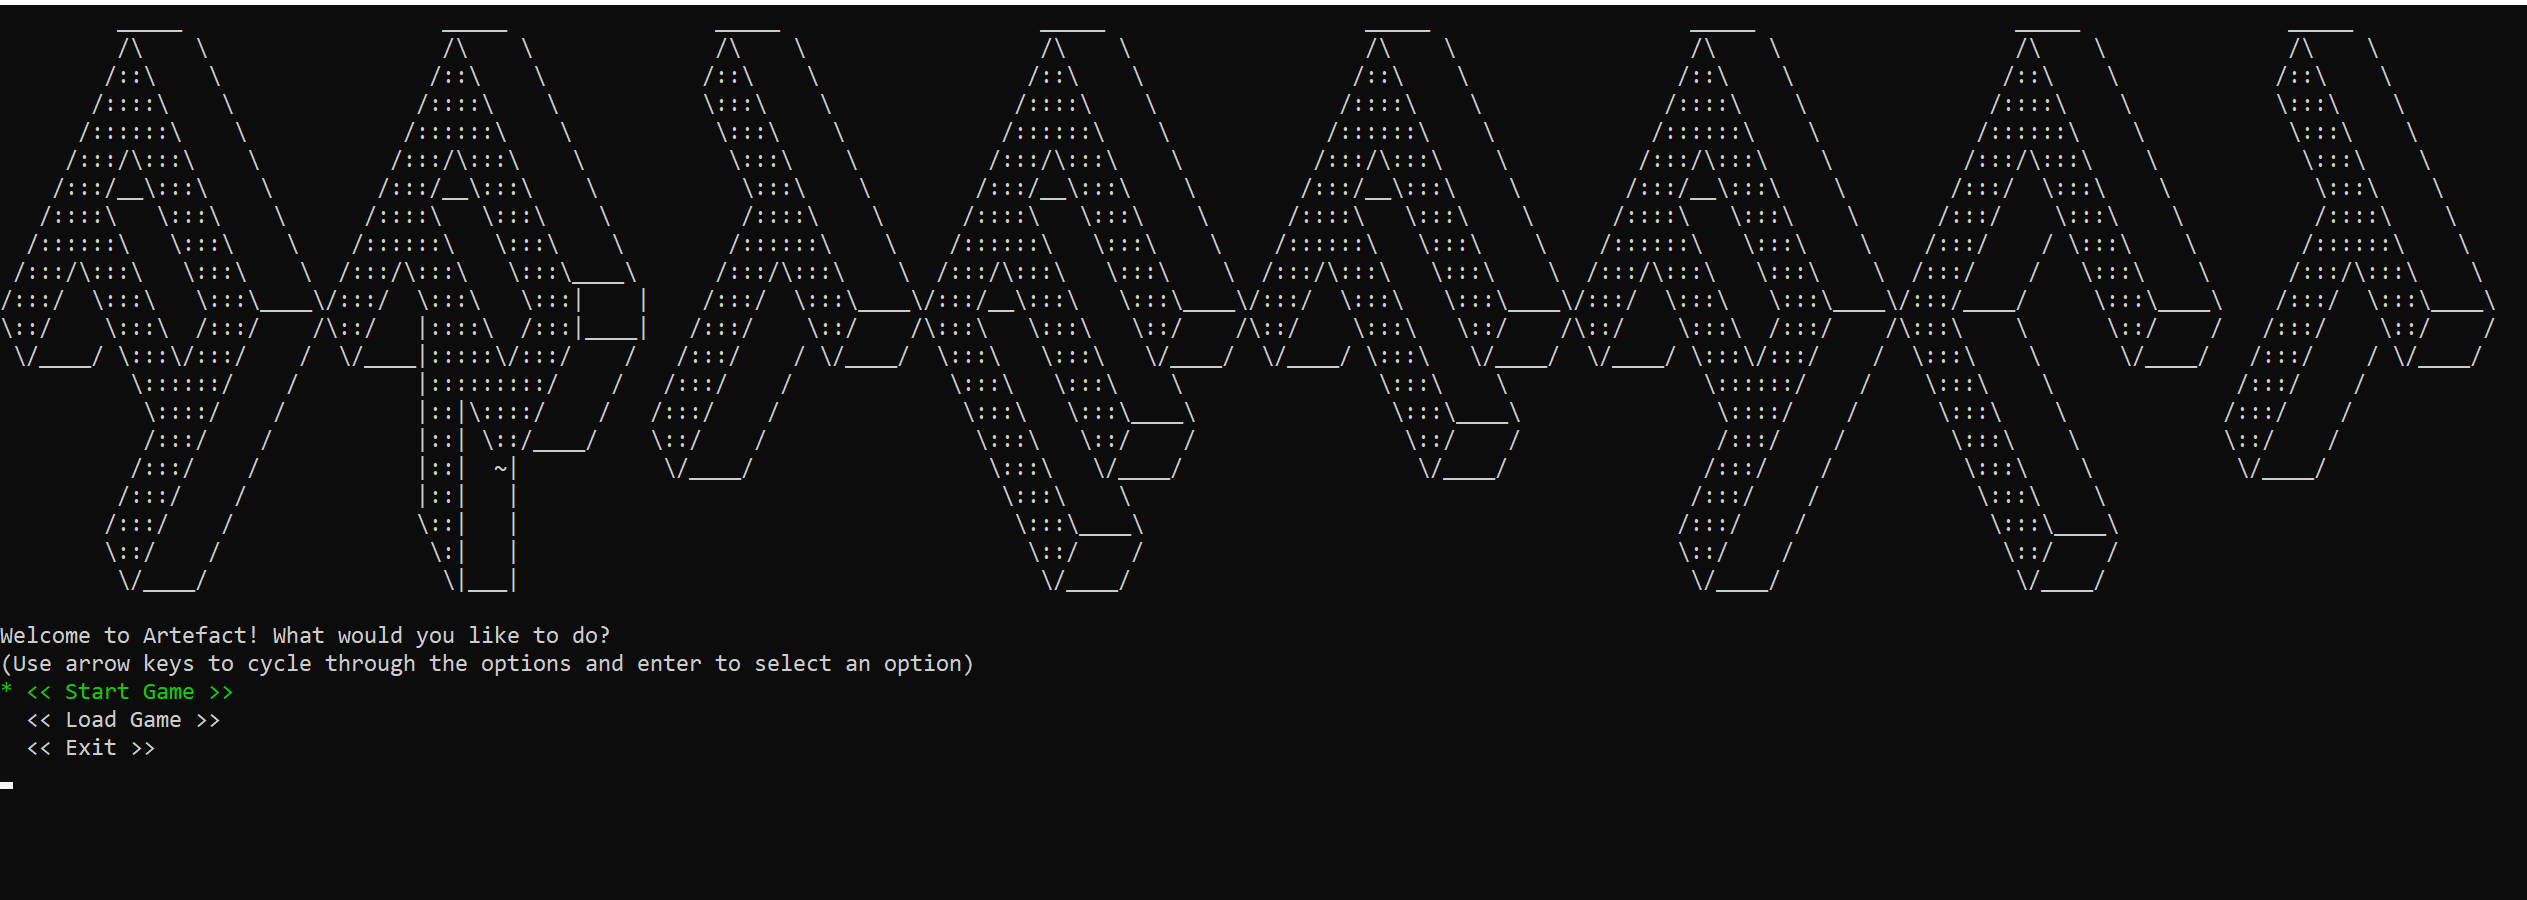 ARTEFACT
Welcome to Artefact! What would you like to do?
(Use arrow keys to cycle through the options and enter to select an option)
* << Start Game >>
  << Load Game >>
  << Exit >>